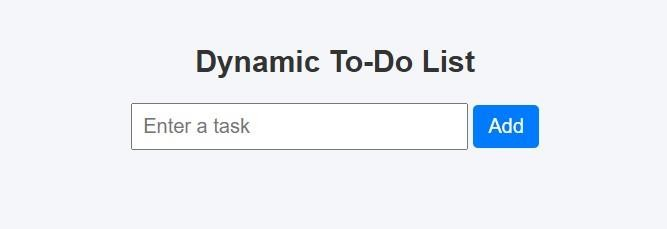 Dynamic To-Do List
Enter a task Add